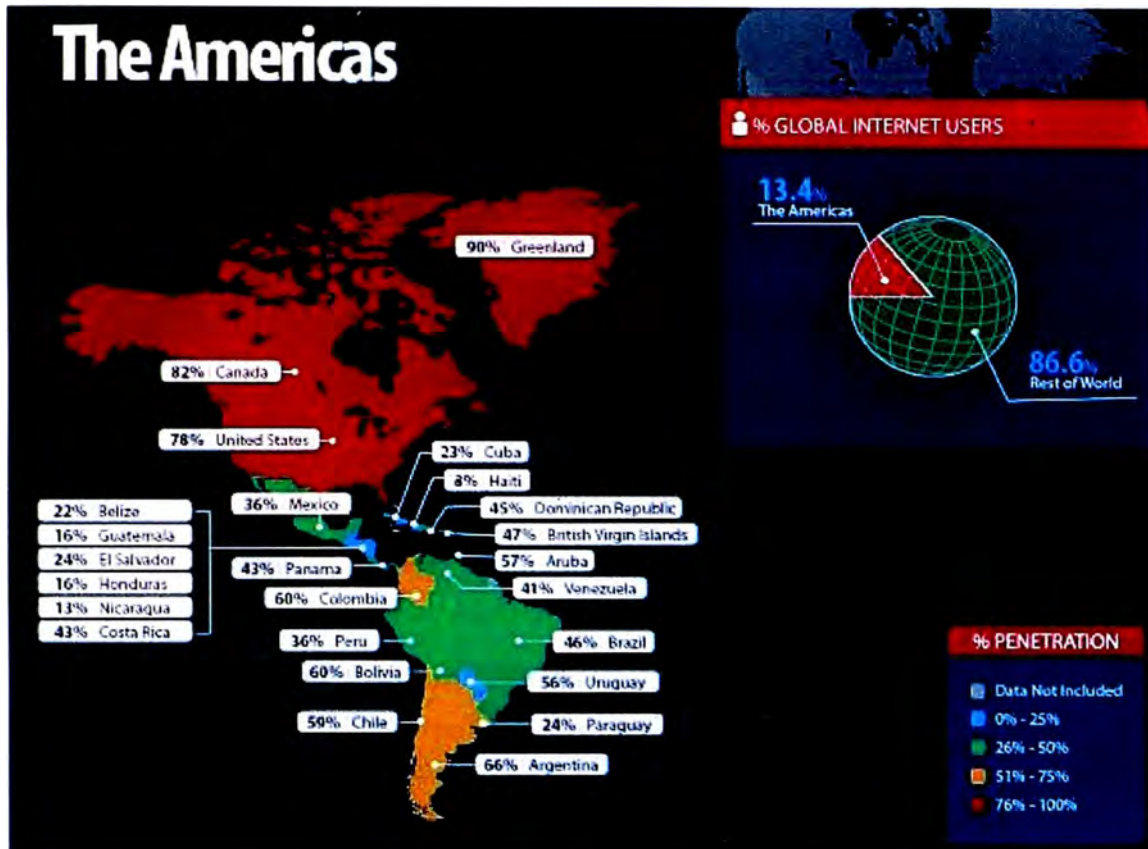 The Americas
% GLOBAL INTERNET USERS
13.4%
The Americas
86.6%
Rest of World
90% Greenland
82% Canada
78% United States
23% Cuba
8% Haiti
36% Mexico
45% Dominican Republic
47% British Virgin Islands
57% Aruba
22% Belize
16% Guatemala
24% El Salvador
16% Honduras
13% Nicaragua
43% Costa Rica
43% Panama
41% Venezuela
60% Colombia
36% Peru
46% Brazil
60% Bolivia
56% Uruguay
59% Chile
24% Paraguay
66% Argentina
% PENETRATION
Data Not Included
0% - 25%
26% - 50%
51% - 75%
76% - 100%